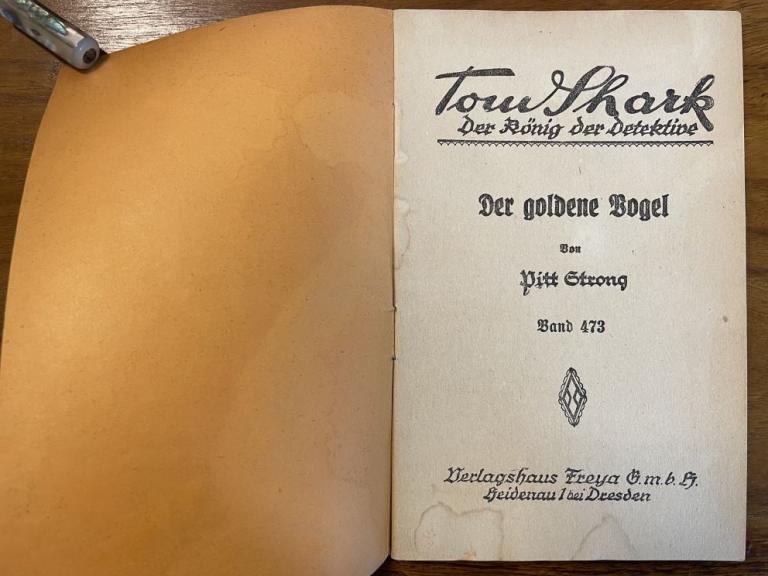 Tom Shark
Der König der Detektive
Der goldene Vogel
Von
Pitt Strong
Band 473
Verlagshaus Freya G.m.b.H.
Heidenau 1 bei Dresden